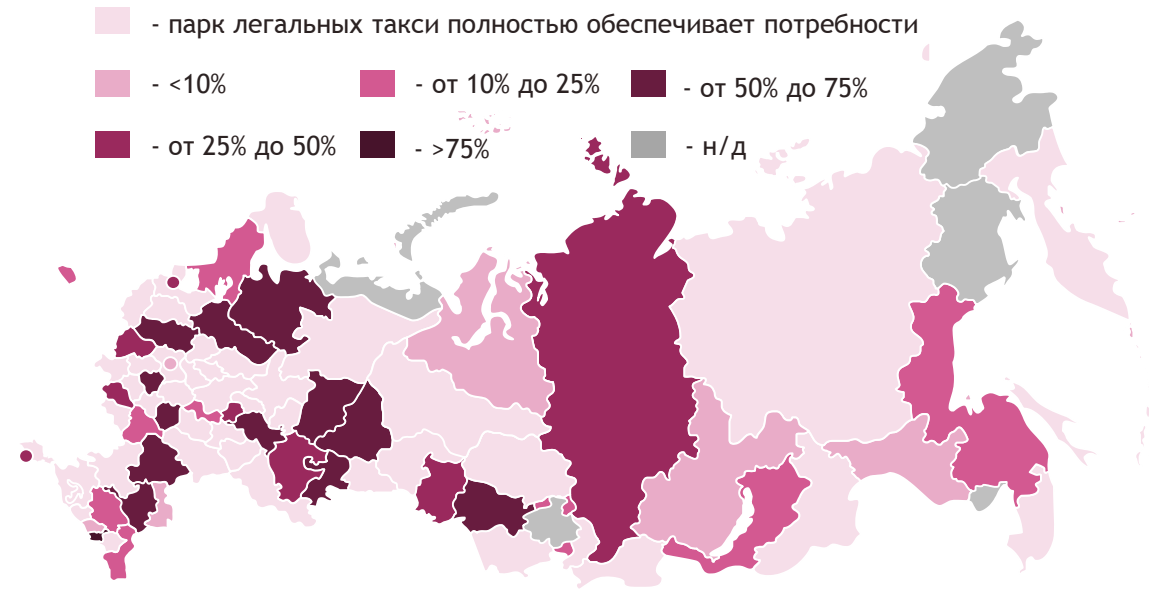 - парк легальных такси полностью обеспечивает потребности
- <10% - от 10% до 25% - от 50% до 75%
- от 25% до 50% - >75% - н/д